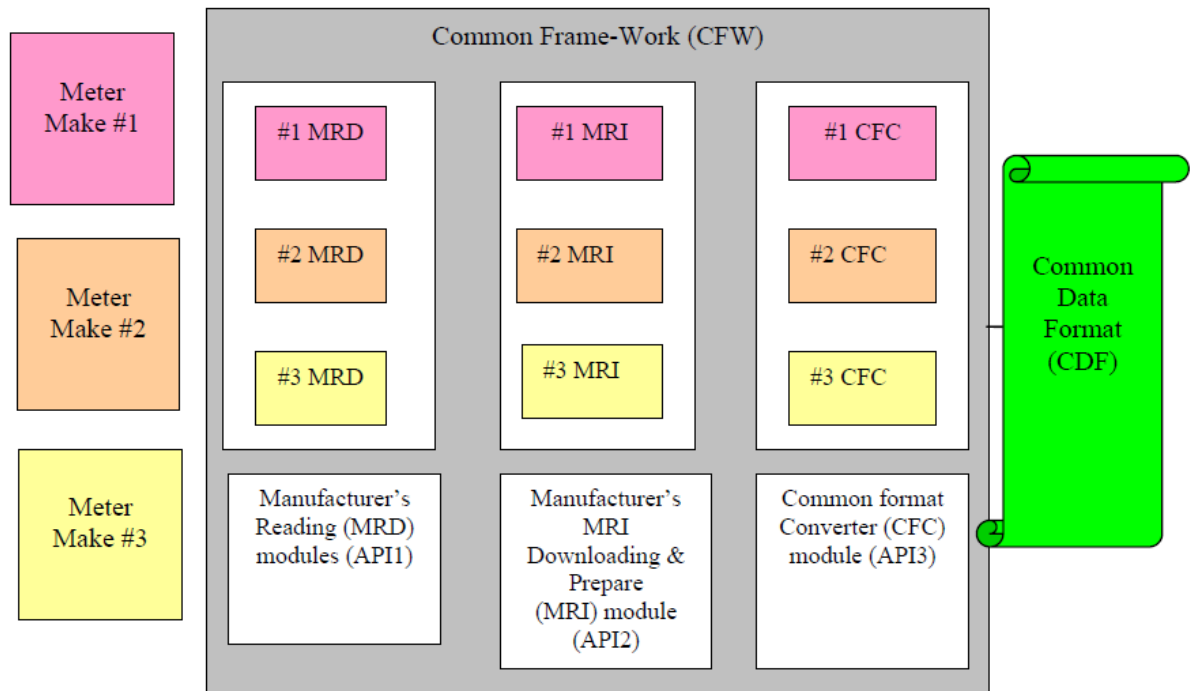 Common Frame-Work (CFW)
Meter
Make #1
Meter
Make #2
Meter
Make #3
#1 MRD
#2 MRD
#3 MRD
Manufacturer’s
Reading (MRD)
modules (API1)
#1 MRI
#2 MRI
#3 MRI
Manufacturer’s
MRI
Downloading &
Prepare
(MRI) module
(API2)
#1 CFC
#2 CFC
#3 CFC
Common format
Converter (CFC)
module (API3)
Common
Data
Format
(CDF)